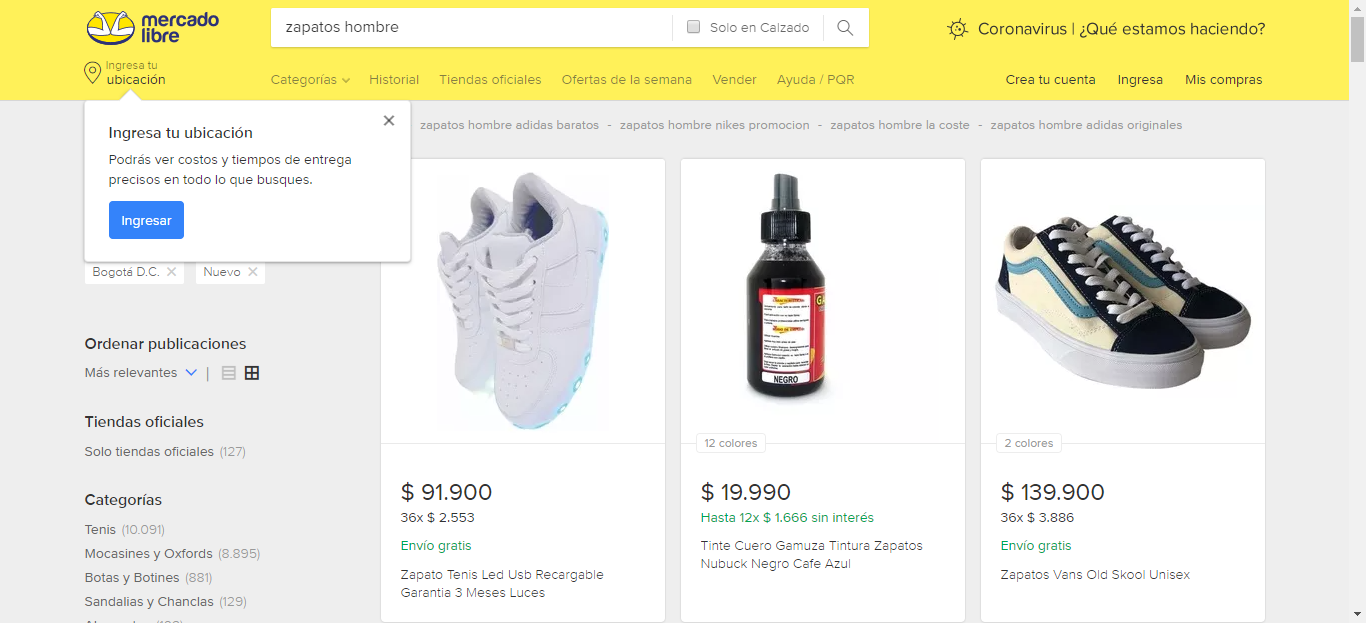 mercado
libre
zapatos hombre
Solo en Calzado
Coronavirus | ¿Qué estamos haciendo?
Ingresa tu
ubicación
Categorías
Historial
Tiendas oficiales
Ofertas de la semana
Vender
Ayuda / PQR
Crea tu cuenta
Ingresa
Mis compras
Ingresa tu ubicación
Podrás ver costos y tiempos de entrega
precisos en todo lo que busques.
Ingresar
zapatos hombre adidas baratos - zapatos hombre nikes promocion - zapatos hombre la coste - zapatos hombre adidas originales
Bogotá D.C.
Nuevo
Ordenar publicaciones
Más relevantes
Tiendas oficiales
Solo tiendas oficiales (127)
Categorías
Tenis (10.091)
Mocasines y Oxfords (8.895)
Botas y Botines (881)
Sandalias y Chanclas (129)
$ 91.900
36x $ 2.553
Envío gratis
Zapato Tenis Led Usb Recargable
Garantia 3 Meses Luces
NEGRO
12 colores
$ 19.990
Hasta 12x $ 1.666 sin interés
Tinte Cuero Gamuza Tintura Zapatos
Nubuck Negro Cafe Azul
2 colores
$ 139.900
36x $ 3.886
Envío gratis
Zapatos Vans Old Skool Unisex